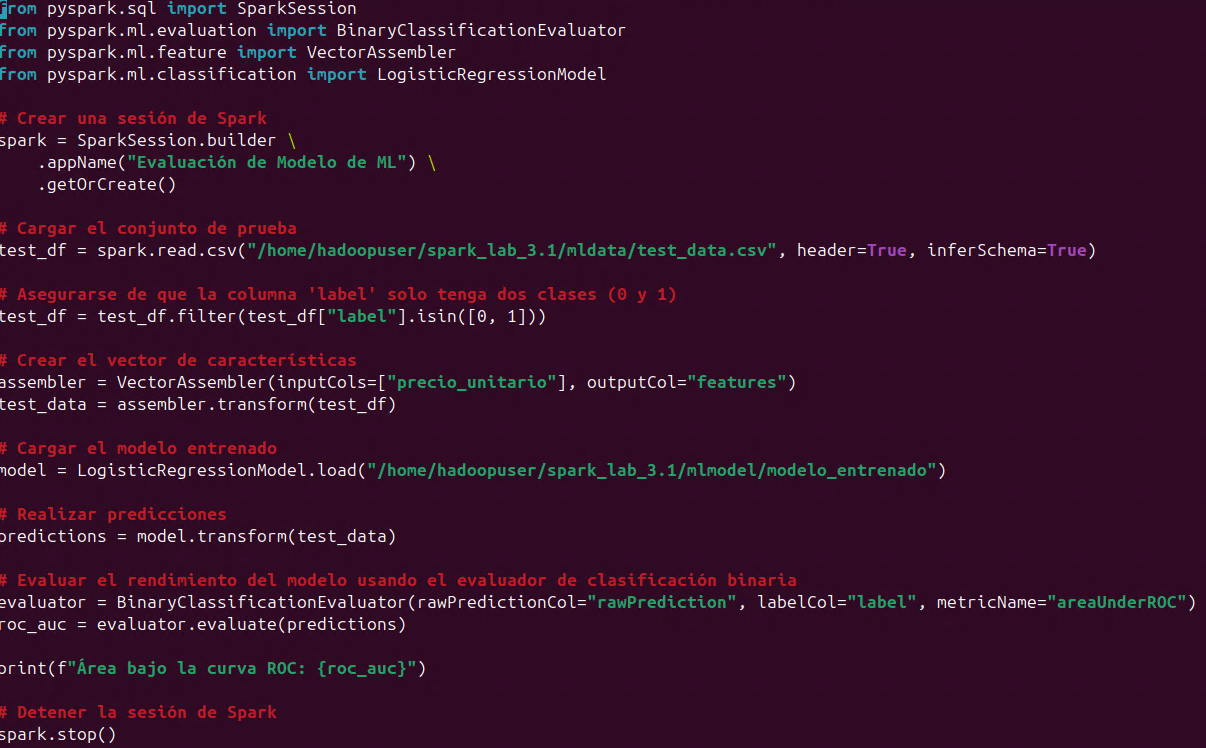 from pyspark.sql import SparkSession
from pyspark.ml.evaluation import BinaryClassificationEvaluator
from pyspark.ml.feature import VectorAssembler
from pyspark.ml.classification import LogisticRegressionModel

# Crear una sesión de Spark
spark = SparkSession.builder \
    .appName("Evaluación de Modelo de ML") \
    .getOrCreate()

# Cargar el conjunto de prueba
test_df = spark.read.csv("/home/hadoopuser/spark_lab_3.1/mldata/test_data.csv", header=True, inferSchema=True)

# Asegurarse de que la columna 'label' solo tenga dos clases (0 y 1)
test_df = test_df.filter(test_df["label"].isin([0, 1]))

# Crear el vector de características
assembler = VectorAssembler(inputCols=["precio_unitario"], outputCol="features")
test_data = assembler.transform(test_df)

# Cargar el modelo entrenado
model = LogisticRegressionModel.load("/home/hadoopuser/spark_lab_3.1/mlmodel/modelo_entrenado")

# Realizar predicciones
predictions = model.transform(test_data)

# Evaluar el rendimiento del modelo usando el evaluador de clasificación binaria
evaluator = BinaryClassificationEvaluator(rawPredictionCol="rawPrediction", labelCol="label", metricName="areaUnderROC")
roc_auc = evaluator.evaluate(predictions)

print(f"Área bajo la curva ROC: {roc_auc}")

# Detener la sesión de Spark
spark.stop()